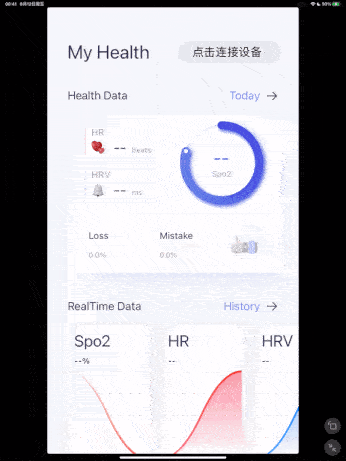 My Health
点击连接设备
Health Data
Today
HR
-- Beats
HRV
-- ms
--
Spo2
Loss
Mistake
0.0%
0.0%
RealTime Data
History
Spo2
HR
HRV
--%
--
--